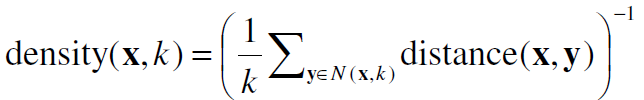 density(x, k) = ( 1/k ∑_{y∈N(x,k)} distance(x, y) )^{-1}